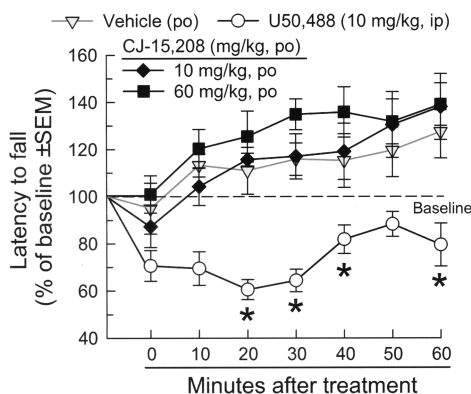 Vehicle (po) U50,488 (10 mg/kg, ip)
CJ-15,208 (mg/kg, po)
10 mg/kg, po
60 mg/kg, po
Latency to fall
(% of baseline ±SEM)
160
140
120
100
80
60
40
Baseline
* * * *
0 10 20 30 40 50 60
Minutes after treatment